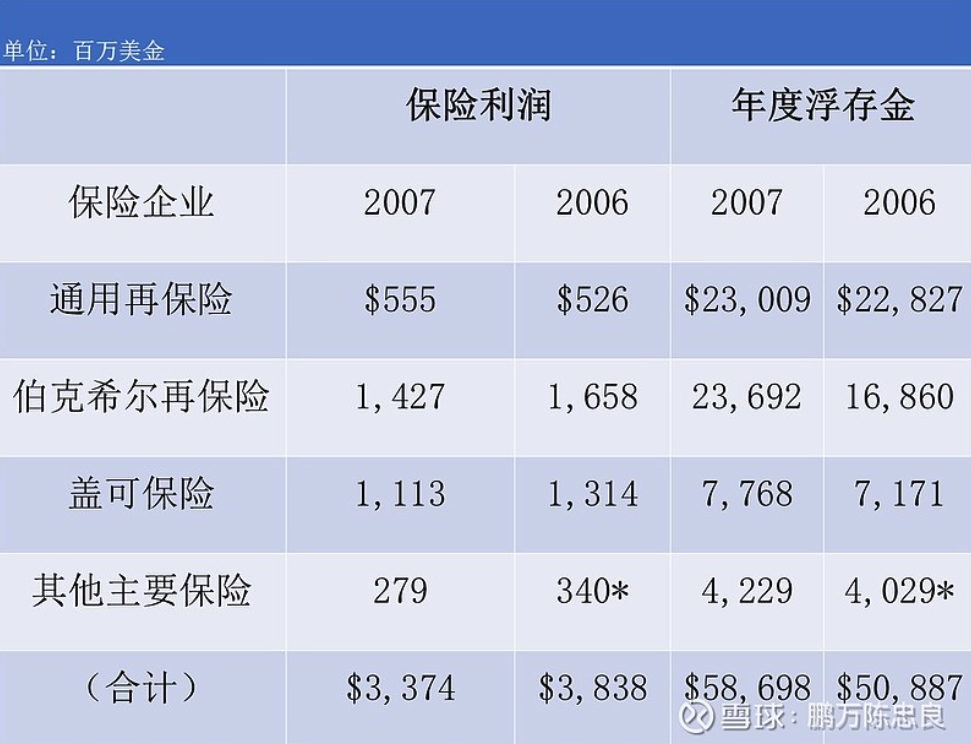 单位：百万美金
保险利润 年度浮存金
保险企业 2007 2006 2007 2006
通用再保险 $555 $526 $23,009 $22,827
伯克希尔再保险 1,427 1,658 23,692 16,860
盖可保险 1,113 1,314 7,768 7,171
其他主要保险 279 340* 4,229 4,029*
（合计） $3,374 $3,838 $58,698 $50,887
雪球：鹏万陈忠良